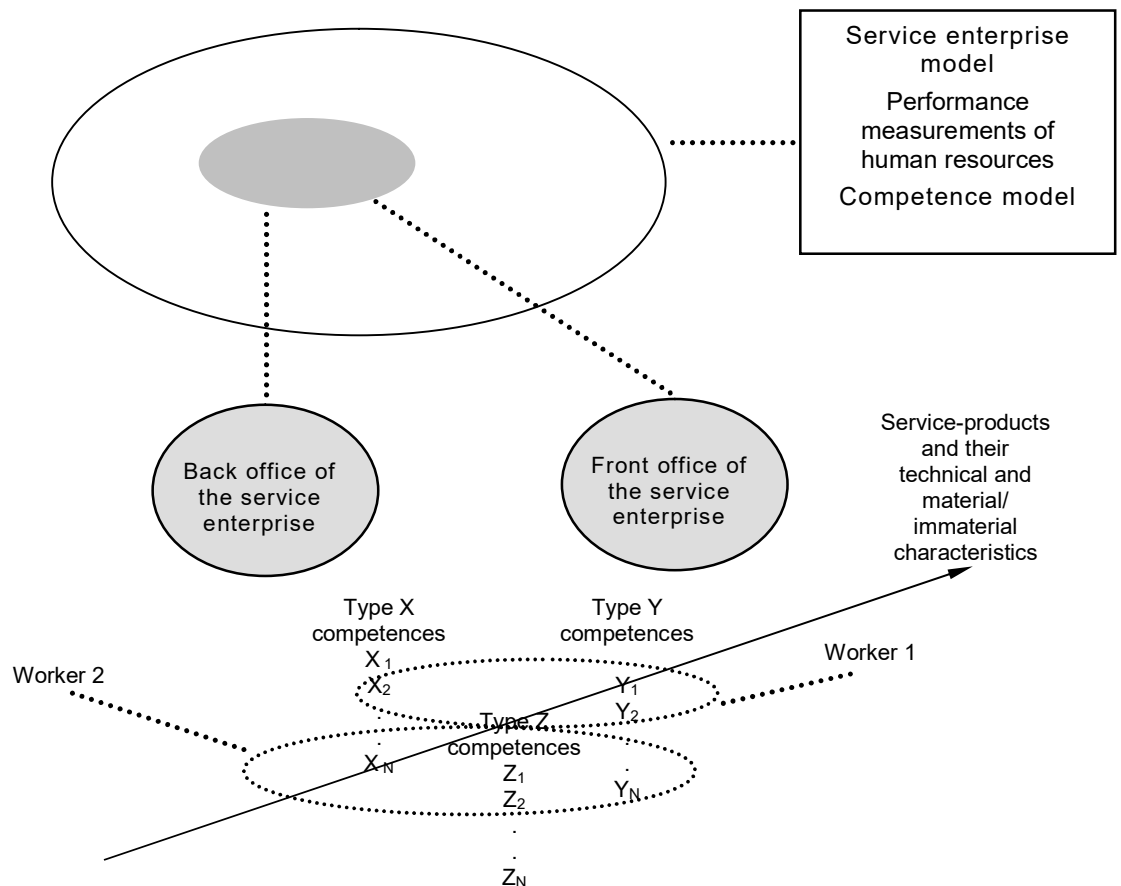 Service enterprise
model
Performance
measurements of
human resources
Competence model
Back office of
the service
enterprise
Front office of
the service
enterprise
Service-products
and their
technical and
material/
immaterial
characteristics
Type X
competences
X1
X2
.
.
XN
Type Y
competences
Y1
Y2
.
.
YN
Worker 2
Worker 1
Type Z
competences
Z1
Z2
.
.
ZN